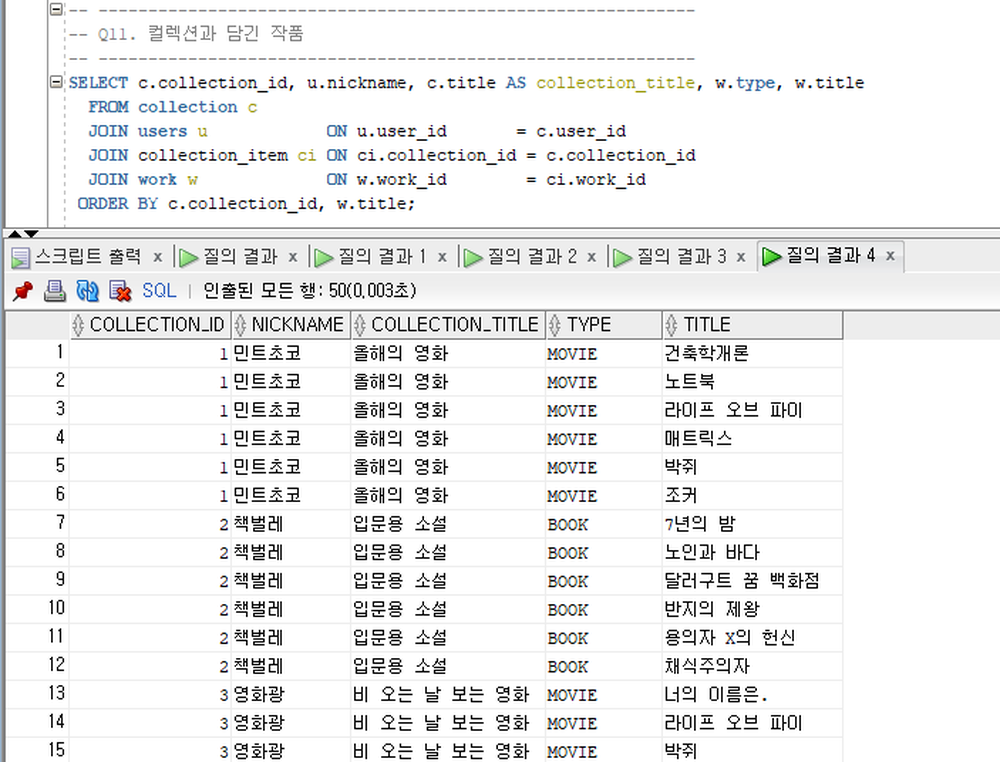 -- ------------------------------------------------------------
-- Q11. 컬렉션과 담긴 작품
-- ------------------------------------------------------------
SELECT c.collection_id, u.nickname, c.title AS collection_title, w.type, w.title
FROM collection c
JOIN users u ON u.user_id = c.user_id
JOIN collection_item ci ON ci.collection_id = c.collection_id
JOIN work w ON w.work_id = ci.work_id
ORDER BY c.collection_id, w.title;
스크립트 출력 x 질의 결과 x 질의 결과 1 x 질의 결과 2 x 질의 결과 3 x 질의 결과 4 x
SQL | 인출된 모든 행: 50(0,003초)
COLLECTION_ID NICKNAME COLLECTION_TITLE TYPE TITLE
1 1 민트초코 올해의 영화 MOVIE 건축학개론
2 1 민트초코 올해의 영화 MOVIE 노트북
3 1 민트초코 올해의 영화 MOVIE 라이프 오브 파이
4 1 민트초코 올해의 영화 MOVIE 매트릭스
5 1 민트초코 올해의 영화 MOVIE 박쥐
6 1 민트초코 올해의 영화 MOVIE 조커
7 2 책벌레 입문용 소설 BOOK 7년의 밤
8 2 책벌레 입문용 소설 BOOK 노인과 바다
9 2 책벌레 입문용 소설 BOOK 달러구트 꿈 백화점
10 2 책벌레 입문용 소설 BOOK 반지의 제왕
11 2 책벌레 입문용 소설 BOOK 용의자 X의 헌신
12 2 책벌레 입문용 소설 BOOK 채식주의자
13 3 영화광 비 오는 날 보는 영화 MOVIE 너의 이름은.
14 3 영화광 비 오는 날 보는 영화 MOVIE 라이프 오브 파이
15 3 영화광 비 오는 날 보는 영화 MOVIE 박쥐